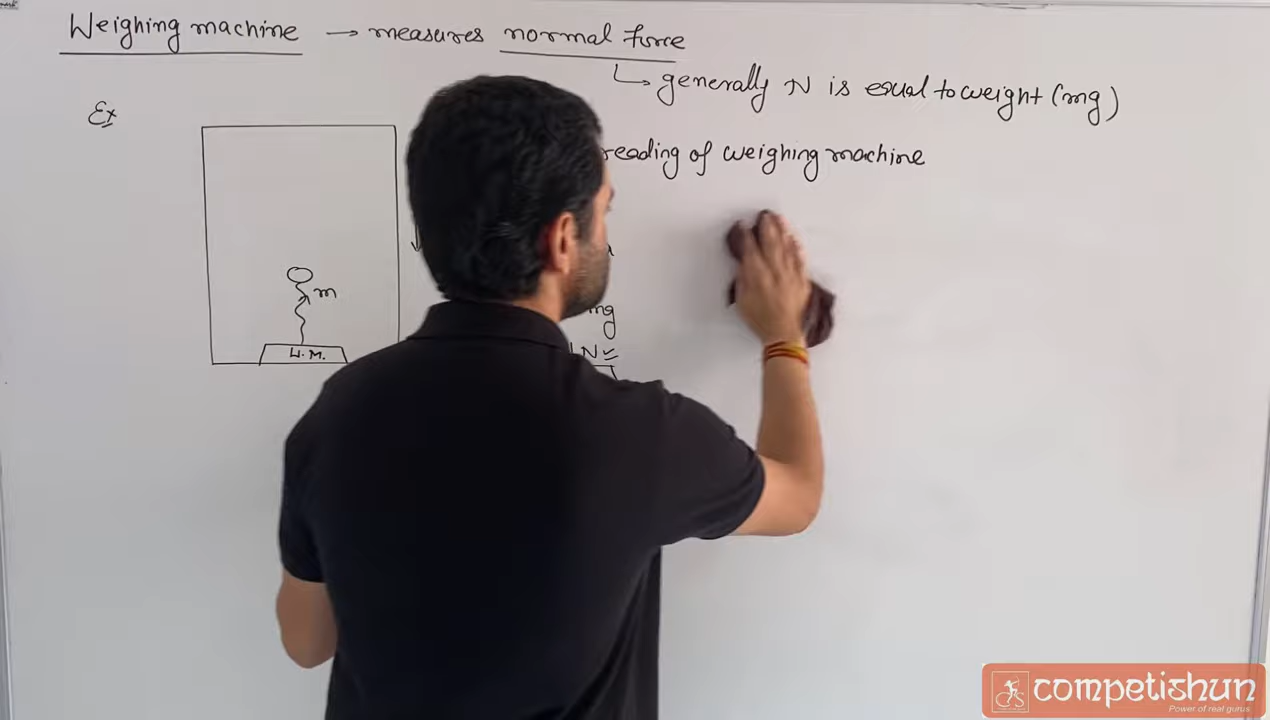 Weighing machine → measures normal force
↳ generally N is equal to weight (mg)
Ex
reading of weighing machine
m
mg
N
W.M.
competishun
Power of real gurus